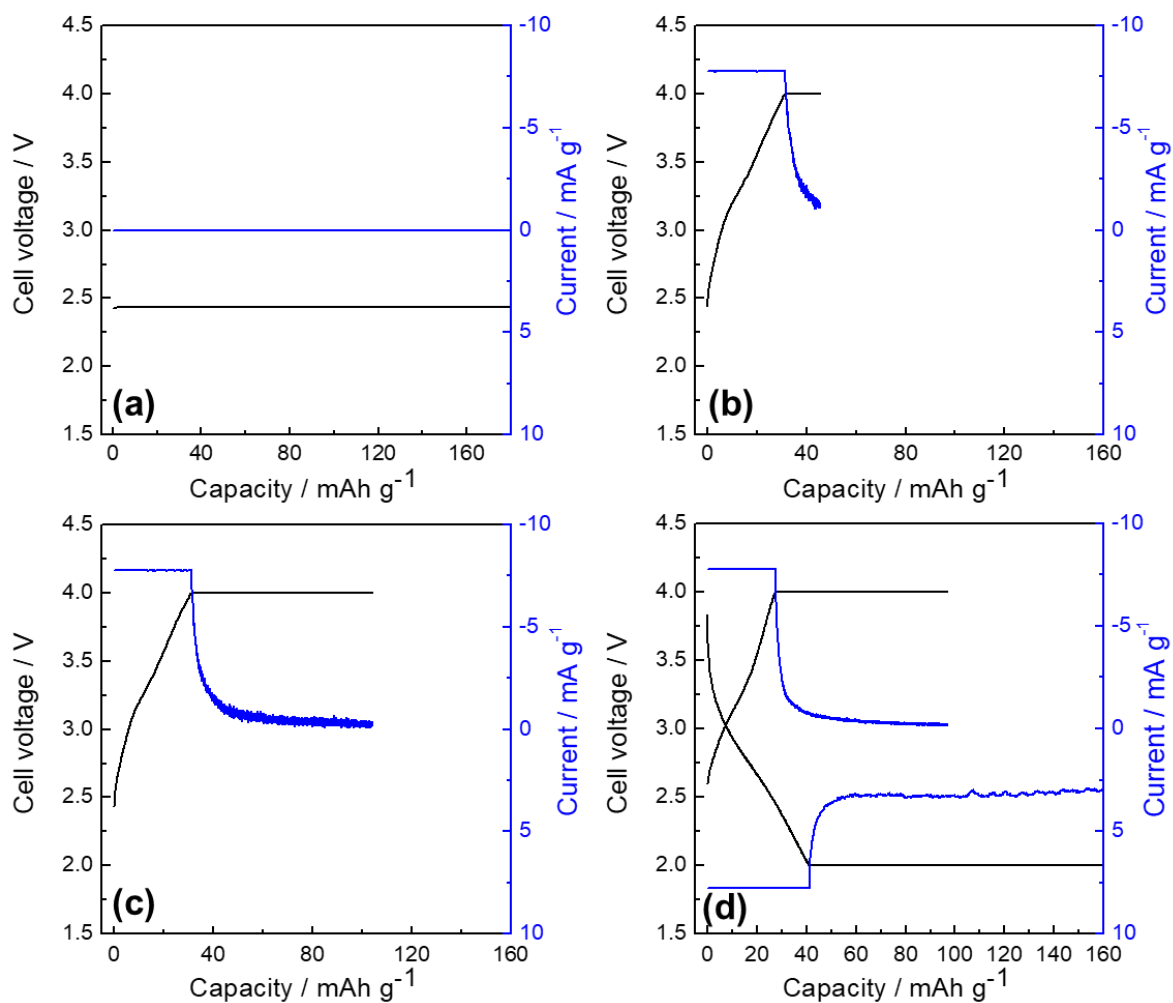 4.5
4.0
3.5
3.0
2.5
2.0
1.5
Cell voltage / V
-10
-5
0
5
10
Current / mA g⁻¹
(a)
0 40 80 120 160
Capacity / mAh g⁻¹
4.5
4.0
3.5
3.0
2.5
2.0
1.5
Cell voltage / V
-10
-5
0
5
10
Current / mA g⁻¹
(b)
0 40 80 120 160
Capacity / mAh g⁻¹
4.5
4.0
3.5
3.0
2.5
2.0
1.5
Cell voltage / V
-10
-5
0
5
10
Current / mA g⁻¹
(c)
0 40 80 120 160
Capacity / mAh g⁻¹
4.5
4.0
3.5
3.0
2.5
2.0
1.5
Cell voltage / V
-10
-5
0
5
10
Current / mA g⁻¹
(d)
0 20 40 60 80 100 120 140 160
Capacity / mAh g⁻¹